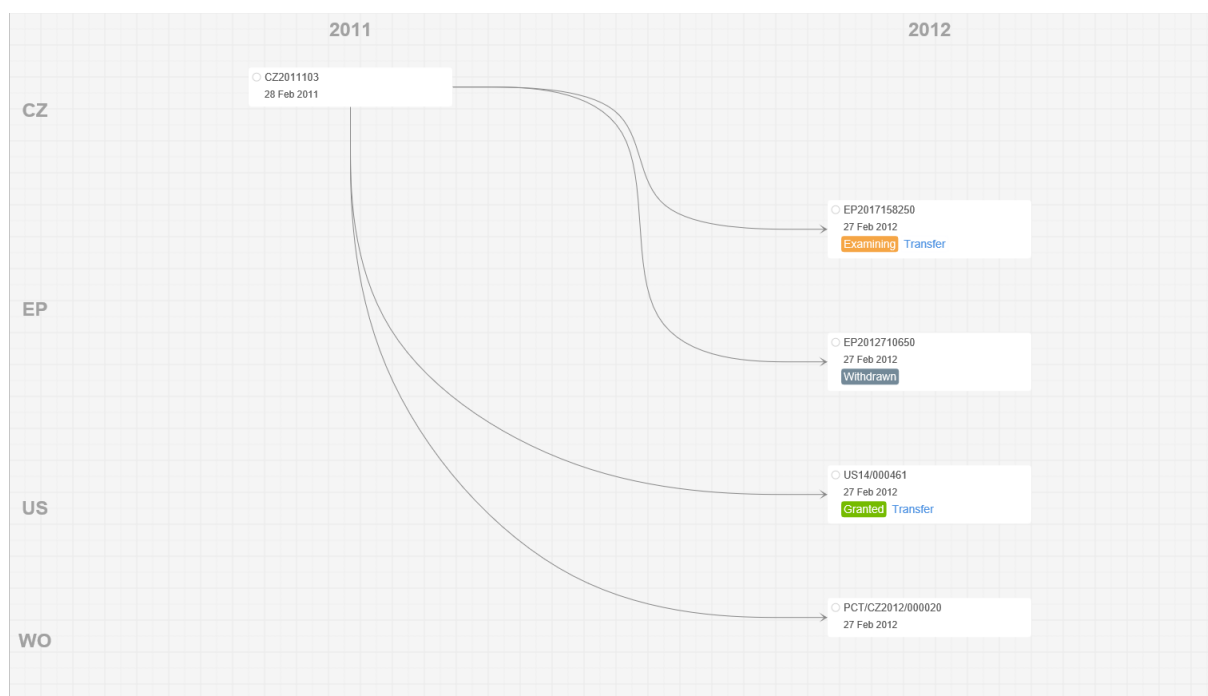 2011
2012
CZ
CZ2011103
28 Feb 2011
EP
EP2017158250
27 Feb 2012
Examining Transfer
EP2012710650
27 Feb 2012
Withdrawn
US
US14/000461
27 Feb 2012
Granted Transfer
WO
PCT/CZ2012/000020
27 Feb 2012